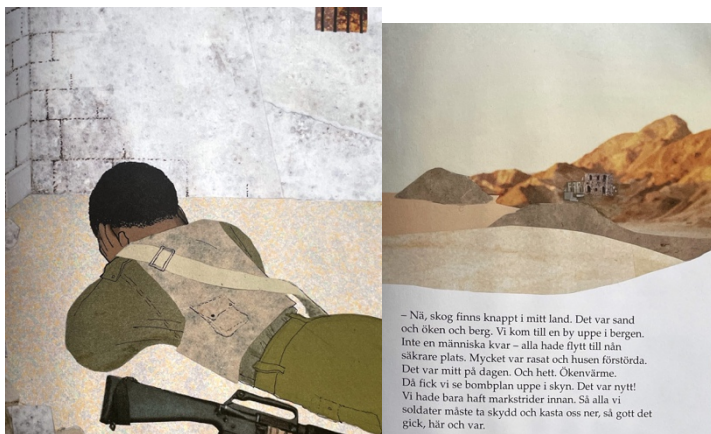 – Nä, skog finns knappt i mitt land. Det var sand
och öken och berg. Vi kom till en by uppe i bergen.
Inte en människa kvar – alla hade flytt till nån
säkrare plats. Mycket var rasat och husen förstörda.
Det var mitt på dagen. Och hett. Ökenvärme.
Då fick vi se bombplan uppe i skyn. Det var nytt!
Vi hade bara haft markstrider innan. Så alla vi
soldater måste ta skydd och kasta oss ner, så gott det
gick, här och var.